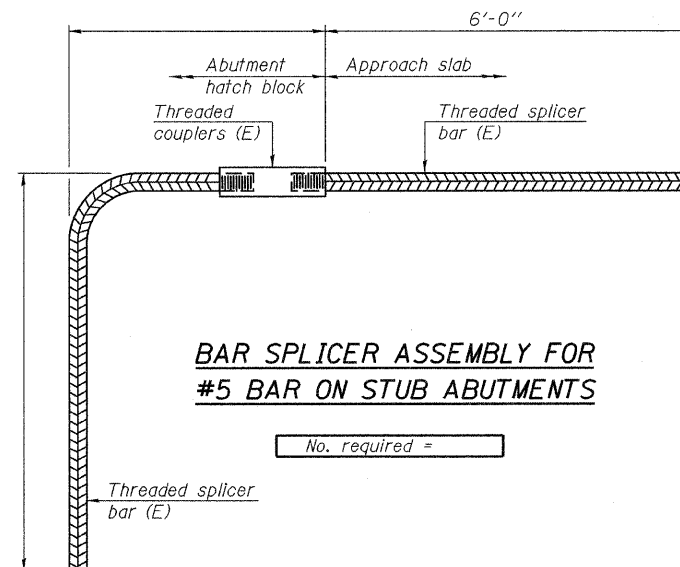 6'-0"
Abutment
hatch block
Approach slab
Threaded
couplers (E)
Threaded splicer
bar (E)
BAR SPLICER ASSEMBLY FOR
#5 BAR ON STUB ABUTMENTS
No. required =
Threaded splicer
bar (E)